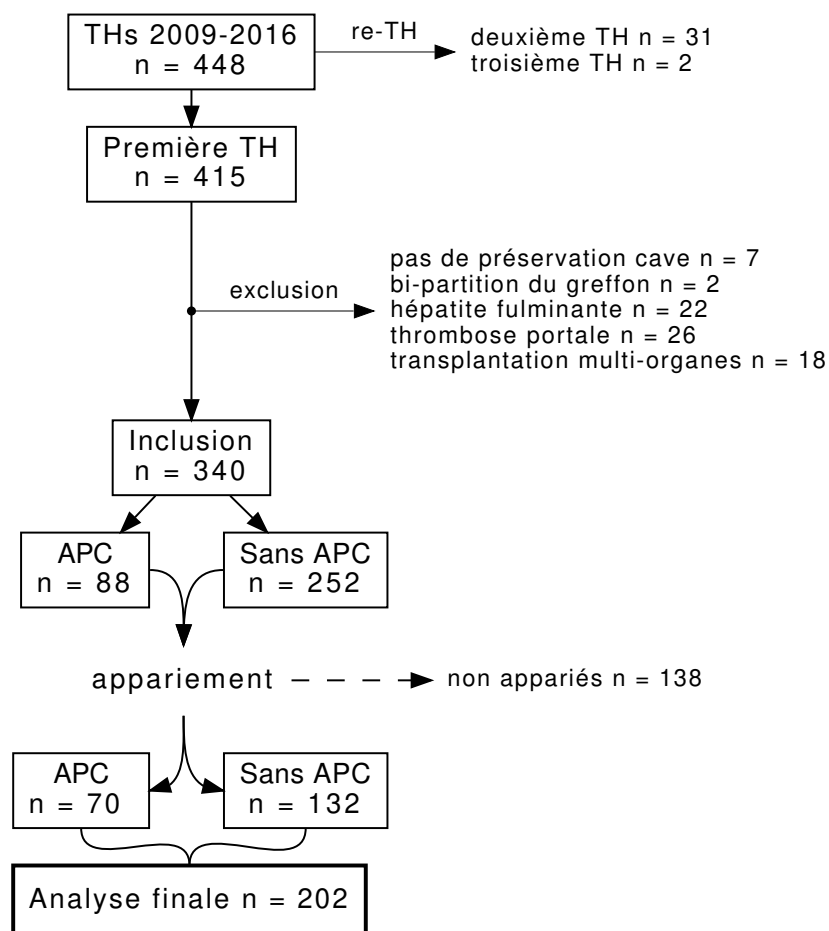 THs 2009-2016
n = 448
re-TH
deuxième TH n = 31
troisième TH n = 2
Première TH
n = 415
exclusion
pas de préservation cave n = 7
bi-partition du greffon n = 2
hépatite fulminante n = 22
thrombose portale n = 26
transplantation multi-organes n = 18
Inclusion
n = 340
APC
n = 88
Sans APC
n = 252
appariement
non appariés n = 138
APC
n = 70
Sans APC
n = 132
Analyse finale n = 202